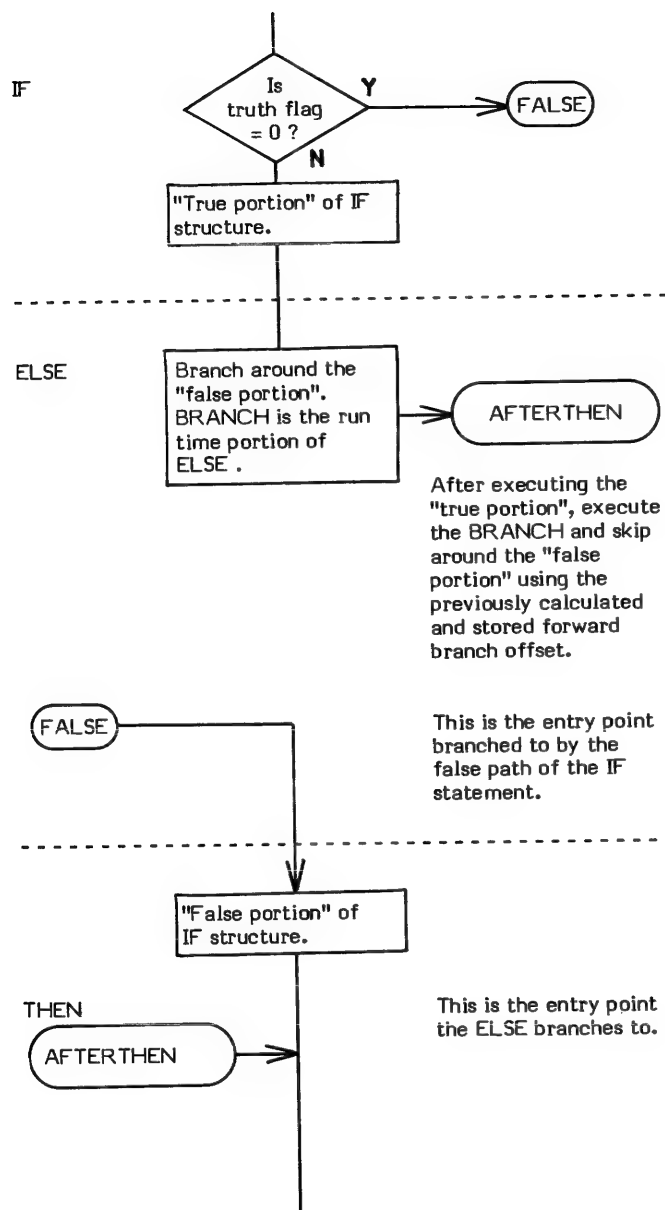 IF
Is
truth flag
= 0 ?
Y
FALSE
N
"True portion" of IF
structure.
ELSE
Branch around the
"false portion".
BRANCH is the run
time portion of
ELSE .
AFTERTHEN
After executing the
"true portion", execute
the BRANCH and skip
around the "false
portion" using the
previously calculated
and stored forward
branch offset.
FALSE
This is the entry point
branched to by the
false path of the IF
statement.
"False portion" of
IF structure.
THEN
AFTERTHEN
This is the entry point
the ELSE branches to.